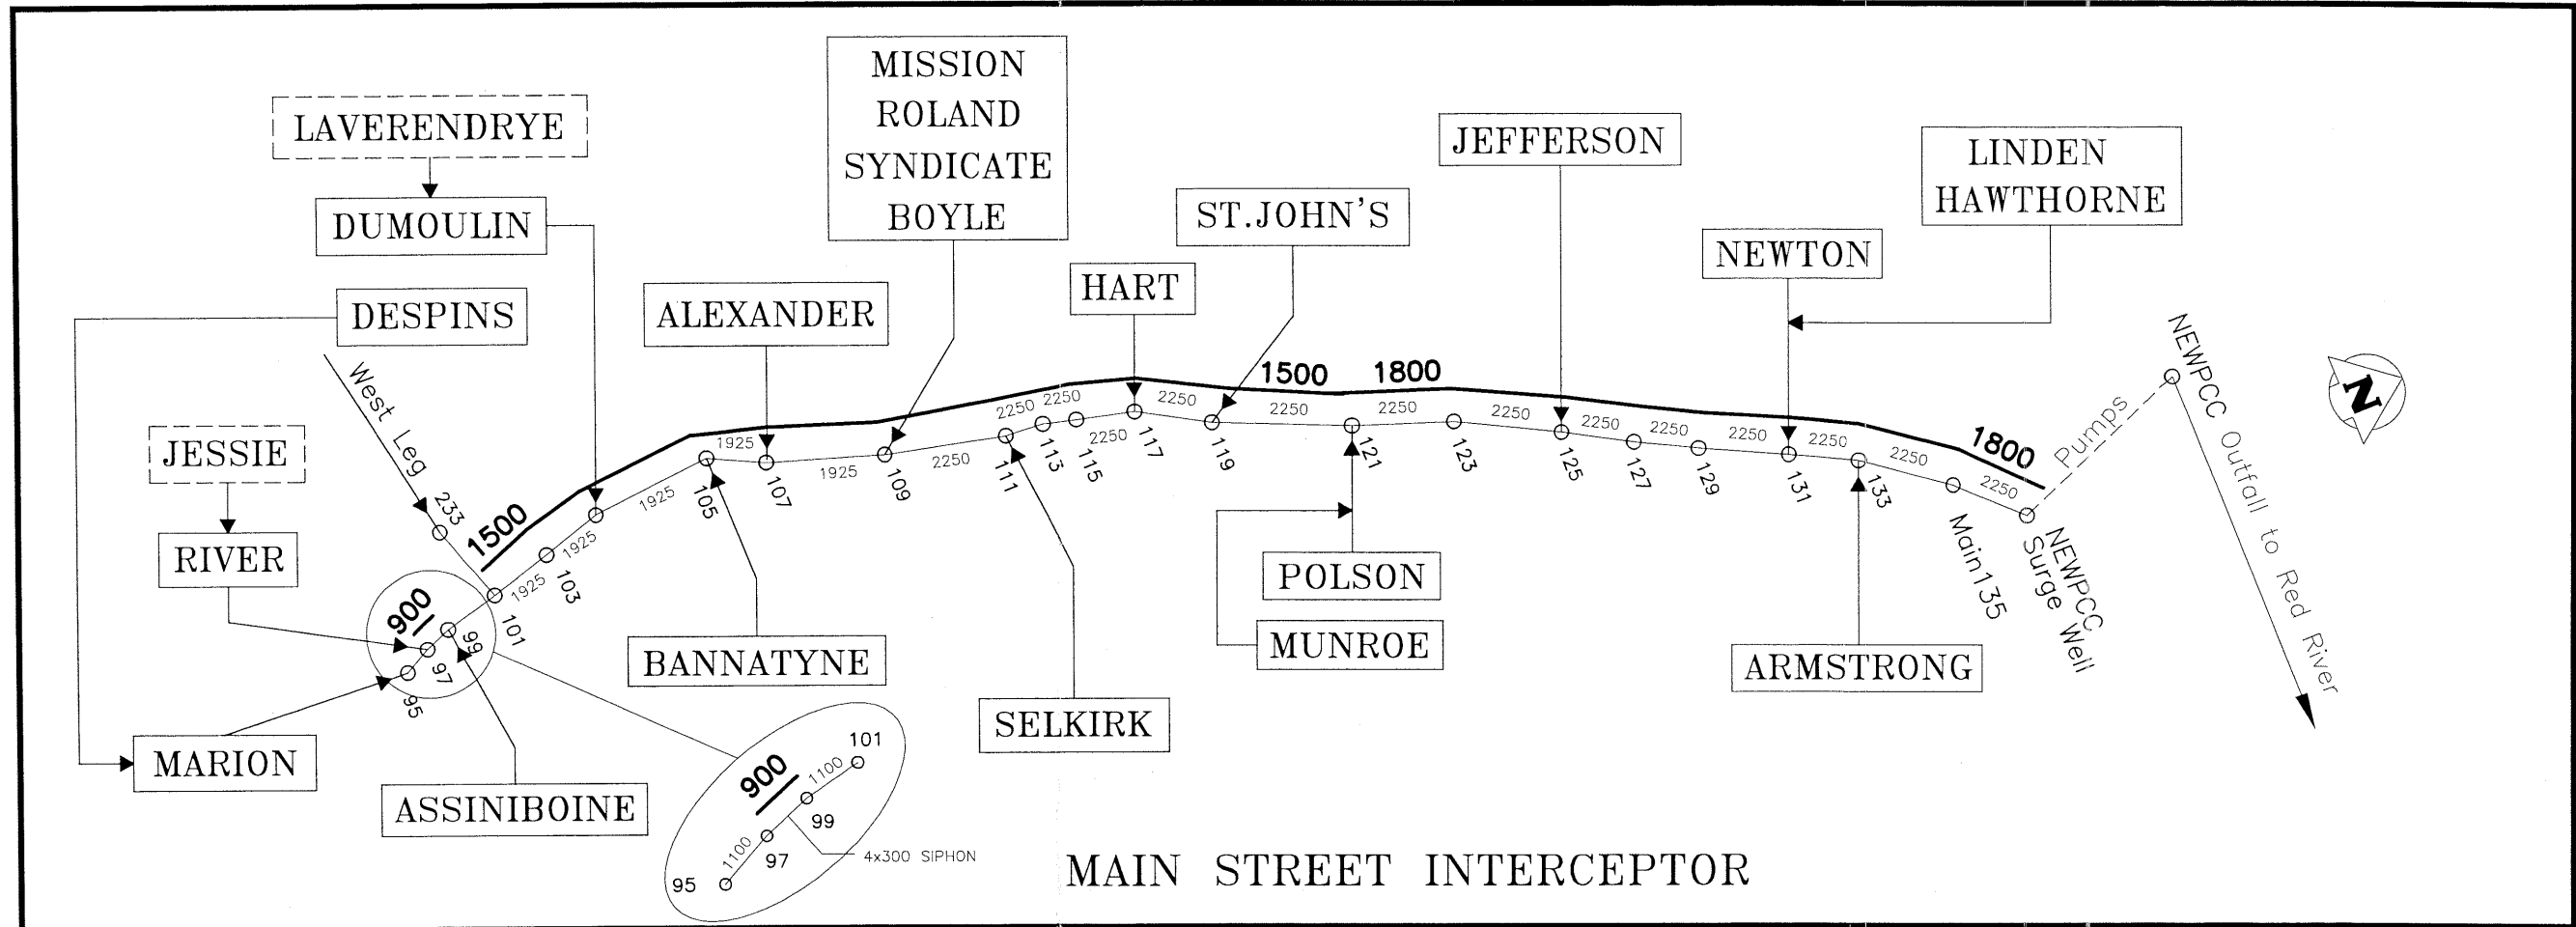 MISSION
ROLAND
SYNDICATE
BOYLE
LAVERENDRYE
JEFFERSON
LINDEN
HAWTHORNE
DUMOULIN
ST.JOHN'S
NEWTON
HART
DESPINS
ALEXANDER
West Leg
233
1500
1800
1500
1800
900
JESSIE
RIVER
1925
1925
1925
1925
1925
2250
2250
2250
2250
2250
2250
2250
2250
2250
2250
2250
2250
2250
2250
95
97
99
101
103
105
107
109
111
113
115
117
119
121
123
125
127
129
131
133
Main135
NEWPCC
Surge Well
Pumps
NEWPCC Outfall to Red River
N
POLSON
MUNROE
BANNATYNE
ARMSTRONG
SELKIRK
MARION
ASSINIBOINE
900
1100
1100
101
99
97
95
4x300 SIPHON
MAIN STREET INTERCEPTOR